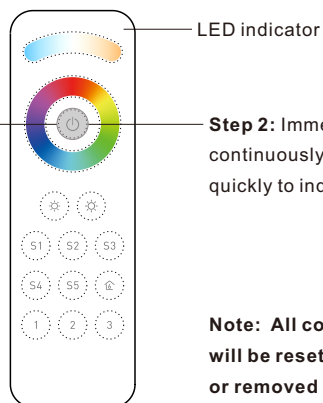 LED indicator
Step 2: Imme
continuously
quickly to inc
S1 S2 S3
S4 S5
1 2 3
Note: All co
will be reset
or removed